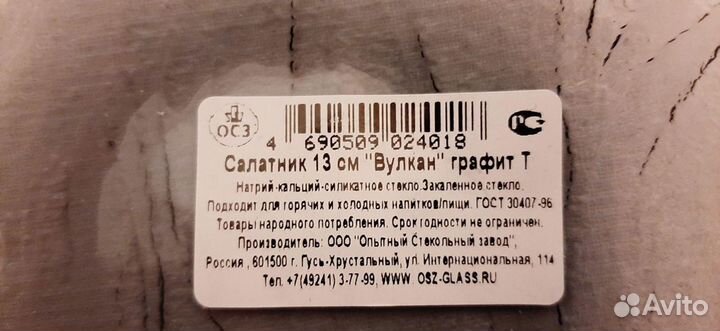 ОСЗ
4 690509 024018
Салатник 13 см "Вулкан" графит Т
Натрий-кальций-силикатное стекло.Закаленное стекло.
Подходит для горячих и холодных напитков/пищи. ГОСТ 30407-96
Товары народного потребления. Срок годности не ограничен.
Производитель: ООО "Опытный Стекольный завод",
Россия , 601500 г. Гусь-Хрустальный, ул. Интернациональная, 114
Тел. +7(49241) 3-77-99, WWW. OSZ-GLASS.RU
Avito